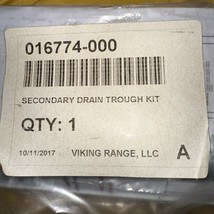 016774-000
SECONDARY DRAIN TROUGH KIT
QTY: 1
10/11/2017 VIKING RANGE, LLC A